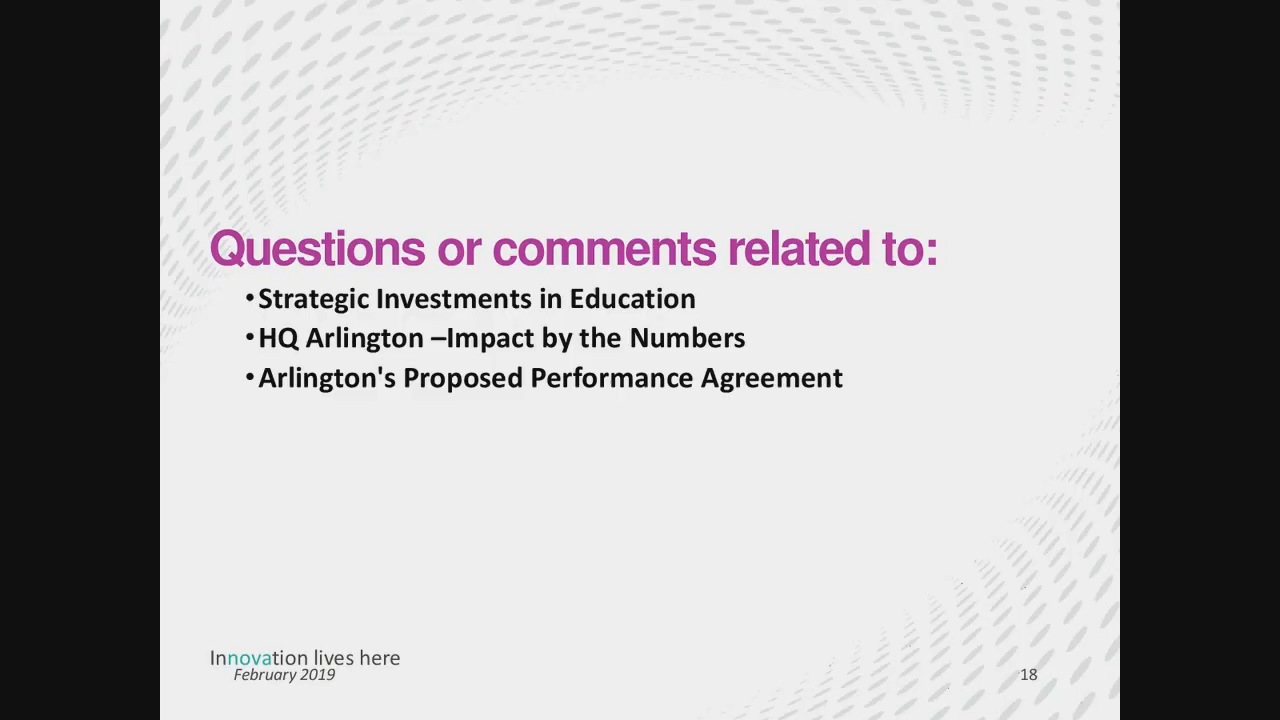 Questions or comments related to:
•Strategic Investments in Education
•HQ Arlington –Impact by the Numbers
•Arlington's Proposed Performance Agreement
Innovation lives here
February 2019
18